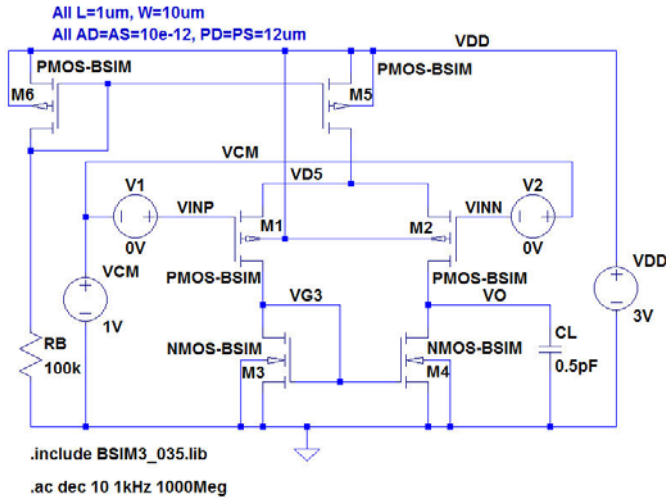 All L=1um, W=10um
All AD=AS=10e-12, PD=PS=12um
VDD
PMOS-BSIM
PMOS-BSIM
M6
M5
VCM
V1
VINP
VD5
VINN
V2
M1
M2
0V
0V
PMOS-BSIM
PMOS-BSIM
VCM
1V
VDD
3V
VG3
VO
RB
100k
NMOS-BSIM
NMOS-BSIM
CL
0.5pF
M3
M4
.include BSIM3_035.lib
.ac dec 10 1kHz 1000Meg